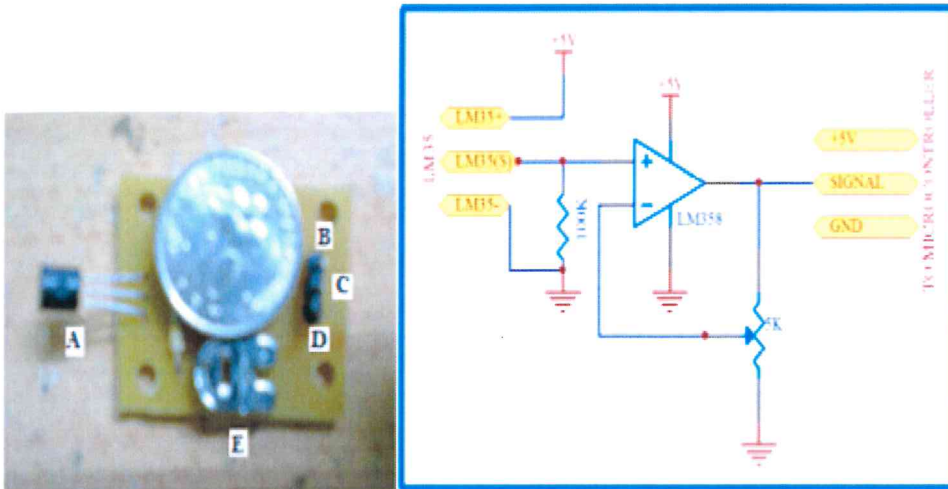 A
B
C
D
E
+5V
LM35+
LM35(S)
LM35-
LM35
100K
+5V
LM358
5K
+5V
SIGNAL
GND
TO MICROCONTROLLER